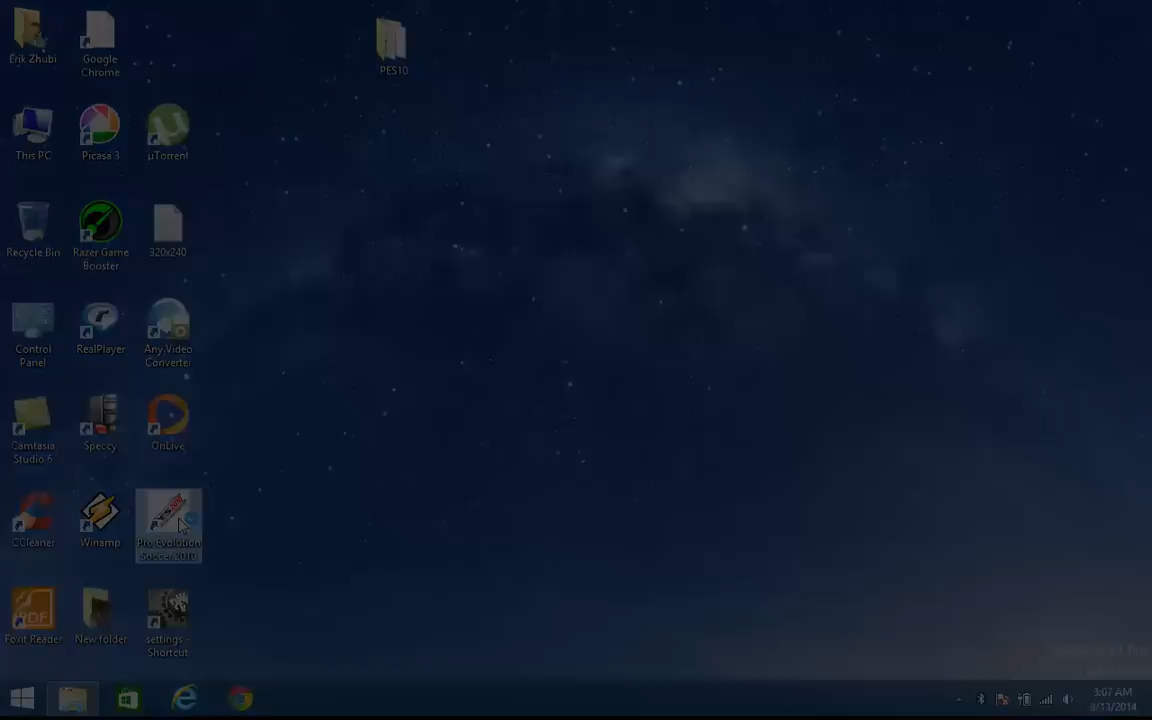 Erik Zhubi
Google
Chrome
PES10
This PC
Picasa 3
µTorrent
Recycle Bin
Razer Game
Booster
320x240
Control
Panel
RealPlayer
Any Video
Converter
Camtasia
Studio 6
Speccy
OnLive
CCleaner
Winamp
Pro Evolution
Soccer 2010
Foxit Reader
New folder
settings -
Shortcut
3:07 AM
8/13/2014